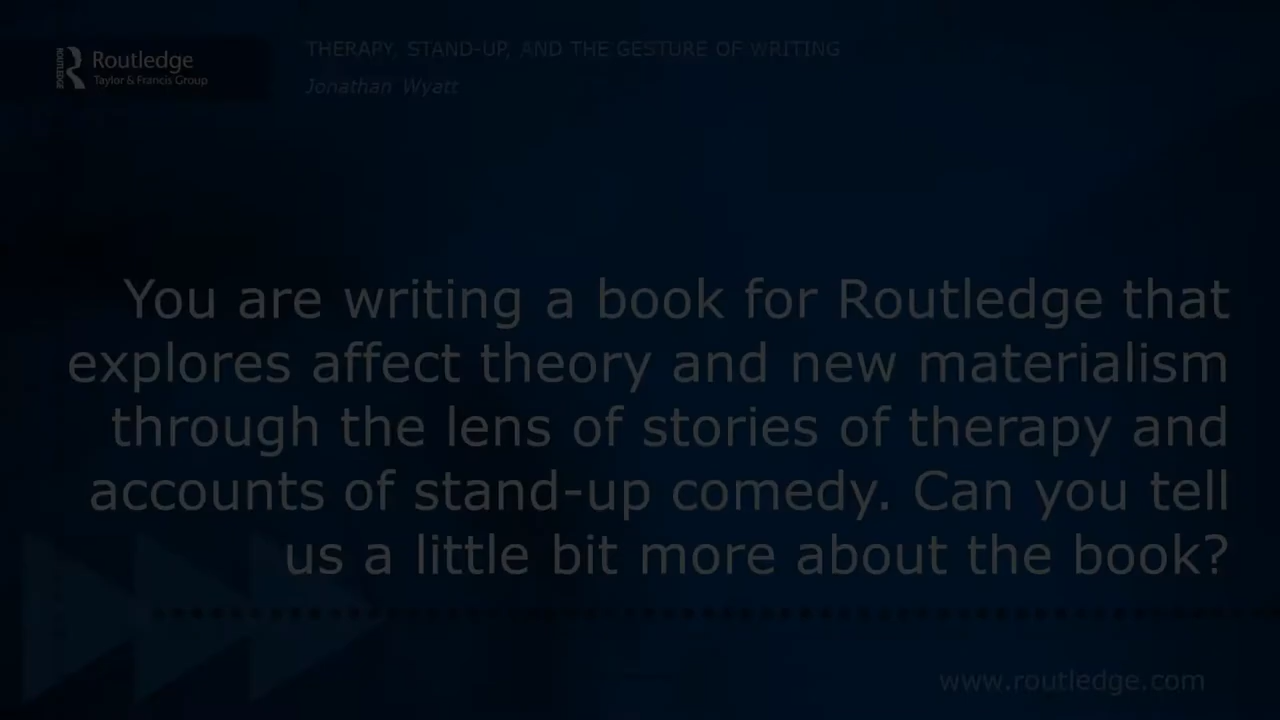 ROUTLEDGE
Routledge
Taylor & Francis Group
THERAPY, STAND-UP, AND THE GESTURE OF WRITING
Jonathan Wyatt
You are writing a book for Routledge that
explores affect theory and new materialism
through the lens of stories of therapy and
accounts of stand-up comedy. Can you tell
us a little bit more about the book?
www.routledge.com